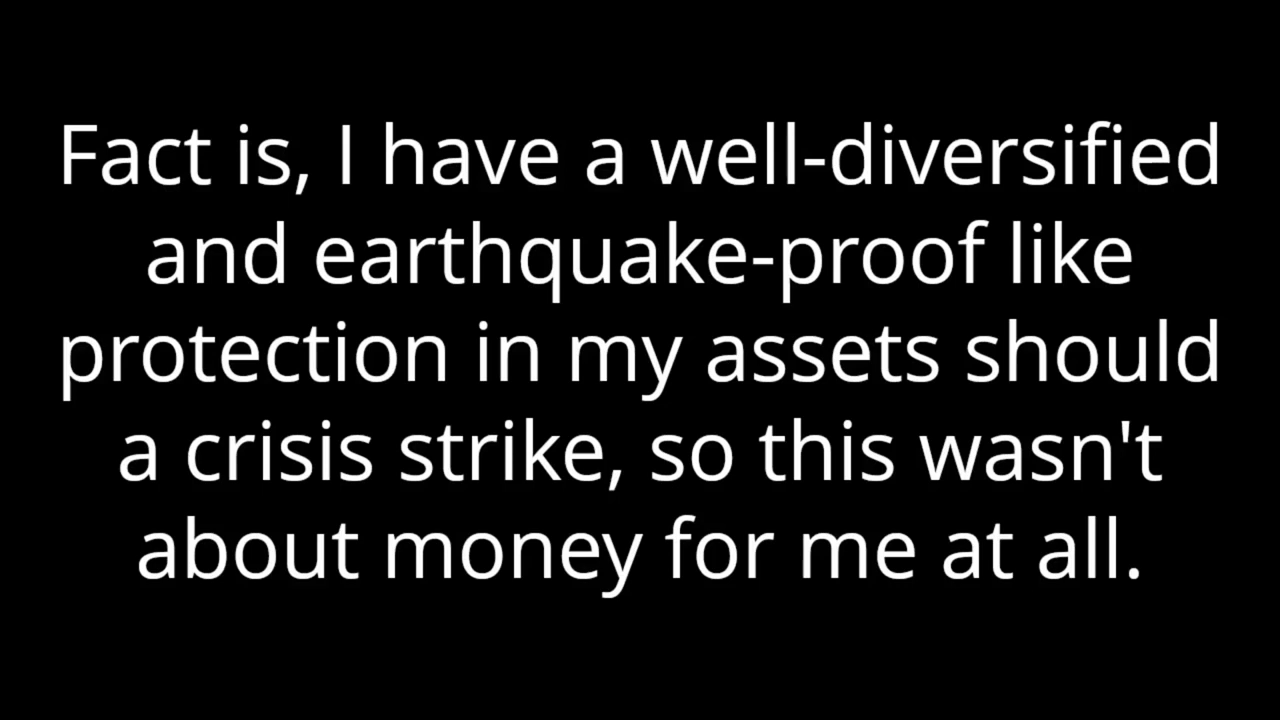 Fact is, I have a well-diversified
and earthquake-proof like
protection in my assets should
a crisis strike, so this wasn't
about money for me at all.